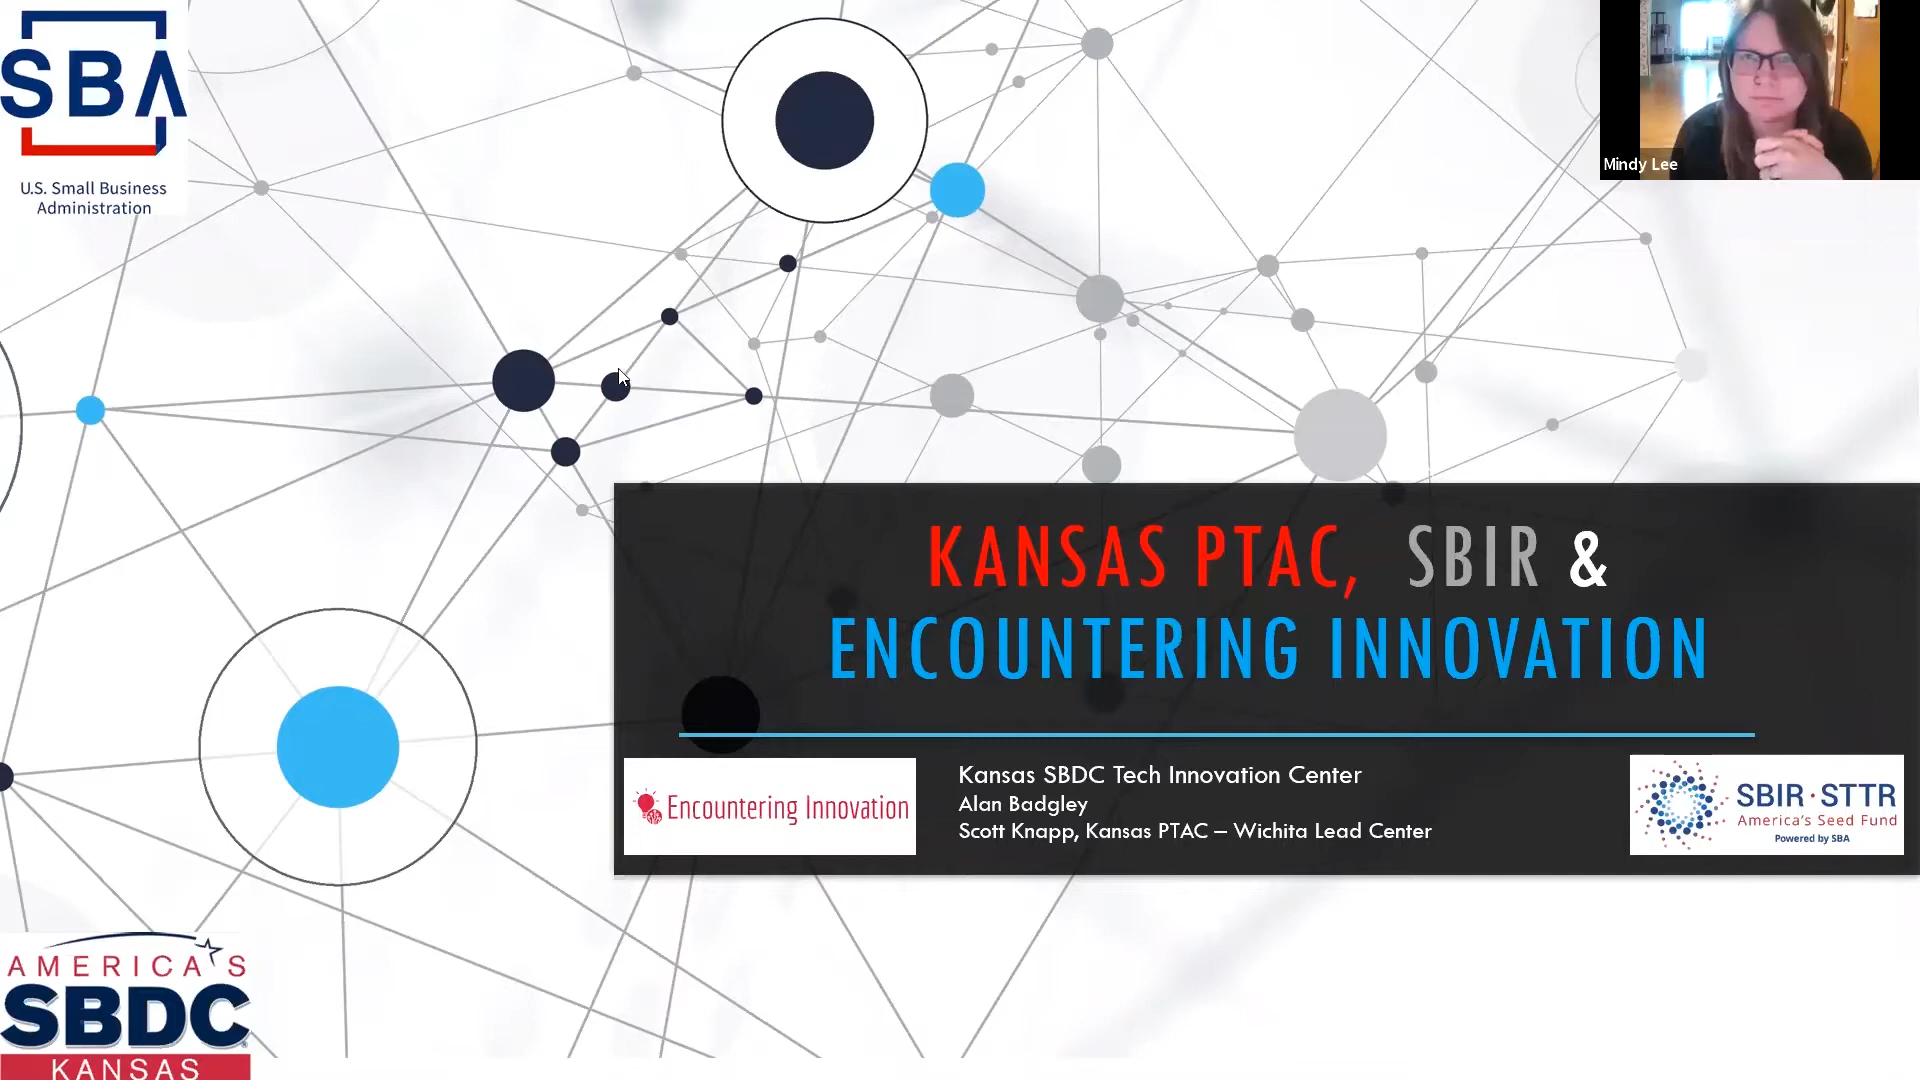 SBA
U.S. Small Business
Administration
Mindy Lee
KANSAS PTAC, SBIR &
ENCOUNTERING INNOVATION
Encountering Innovation
Kansas SBDC Tech Innovation Center
Alan Badgley
Scott Knapp, Kansas PTAC – Wichita Lead Center
SBIR·STTR
America's Seed Fund
Powered by SBA
AMERICA'S
SBDC
KANSAS